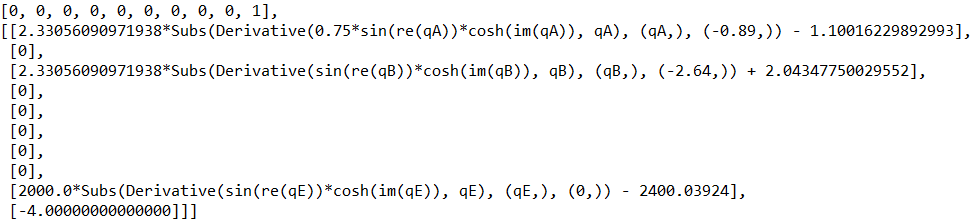 [0, 0, 0, 0, 0, 0, 0, 0, 0, 1],
[[2.33056090971938*Subs(Derivative(0.75*sin(re(qA))*cosh(im(qA)), qA), (qA,), (-0.89,)) - 1.10016229892993],
[0],
[2.33056090971938*Subs(Derivative(sin(re(qB))*cosh(im(qB)), qB), (qB,), (-2.64,)) + 2.04347750029552],
[0],
[0],
[0],
[0],
[0],
[2000.0*Subs(Derivative(sin(re(qE))*cosh(im(qE)), qE), (qE,), (0,)) - 2400.03924],
[-4.00000000000000]]]